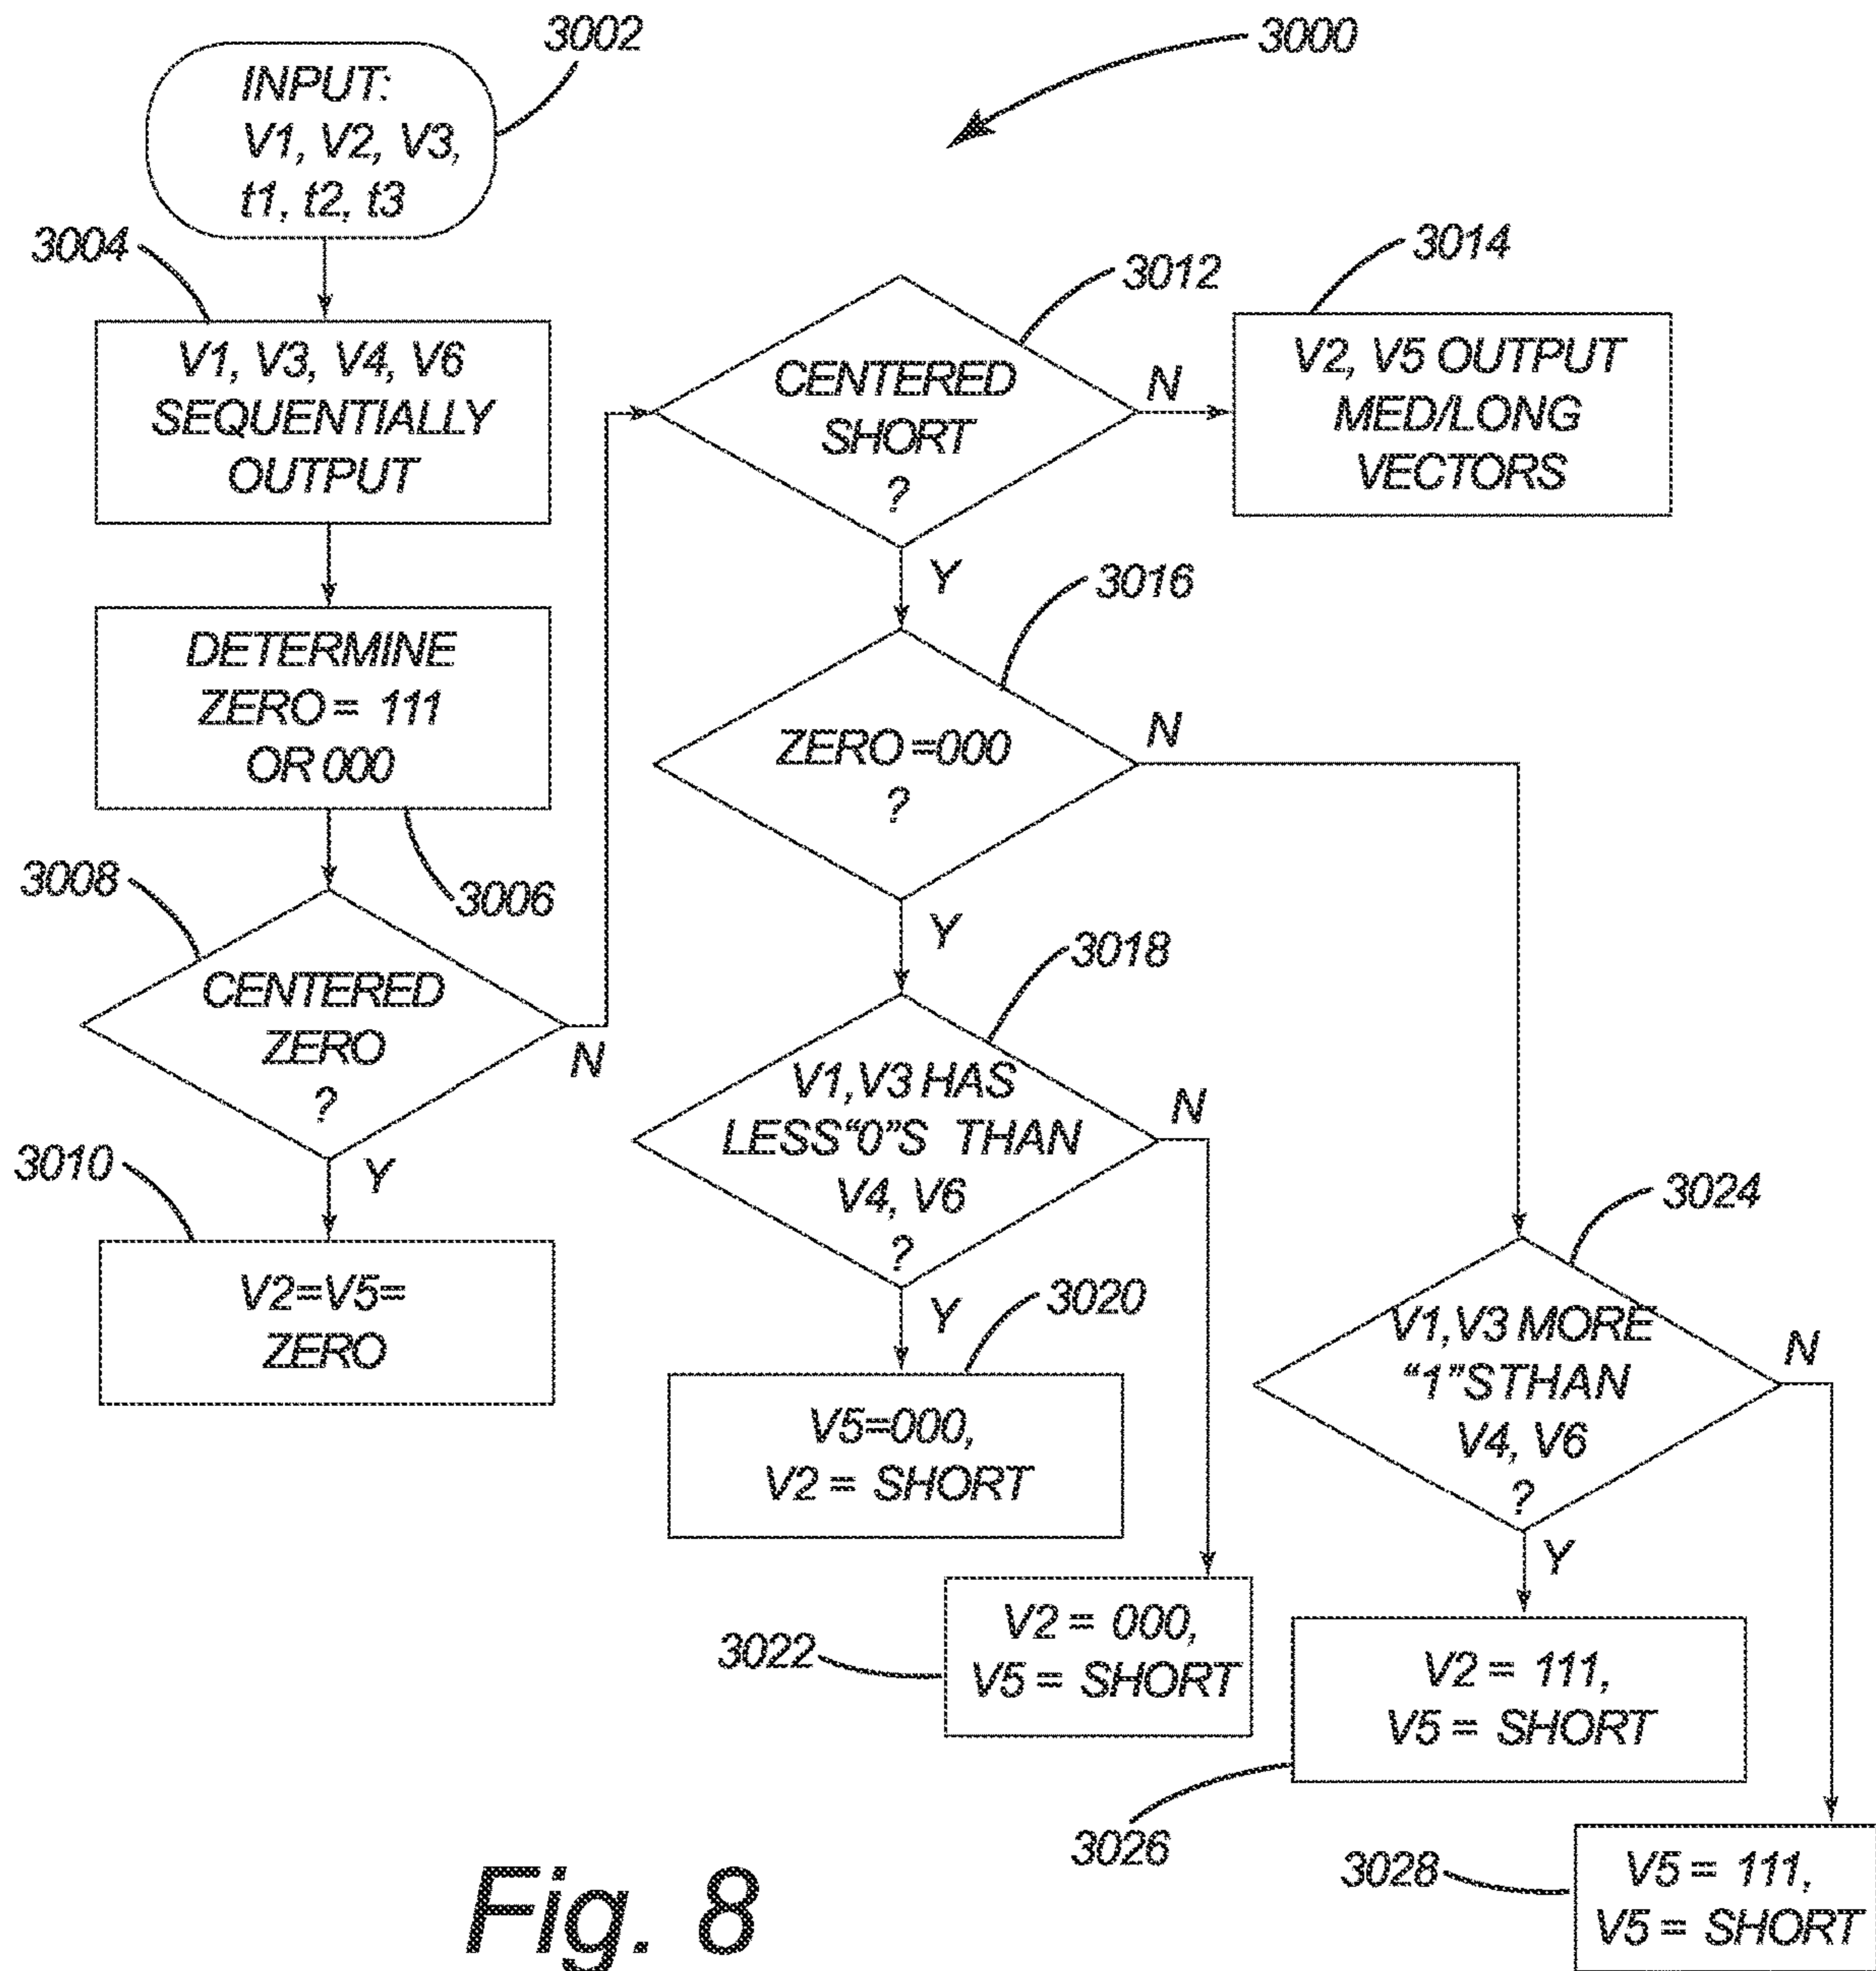 3002
3000
INPUT:
V1, V2, V3,
t1, t2, t3
3004
V1, V3, V4, V6
SEQUENTIALLY
OUTPUT
DETERMINE
ZERO = 111
OR 000
3006
3008
CENTERED
ZERO
?
N
Y
3010
V2=V5=
ZERO
3012
CENTERED
SHORT
?
N
Y
3014
V2, V5 OUTPUT
MED/LONG
VECTORS
3016
ZERO =000
?
N
Y
3018
V1,V3 HAS
LESS“0”S THAN
V4, V6
?
N
Y
3020
V5=000,
V2 = SHORT
3022
V2 = 000,
V5 = SHORT
3024
V1,V3 MORE
“1”STHAN
V4, V6
?
N
Y
V2 = 111,
V5 = SHORT
3026
3028
V5 = 111,
V5 = SHORT
Fig. 8